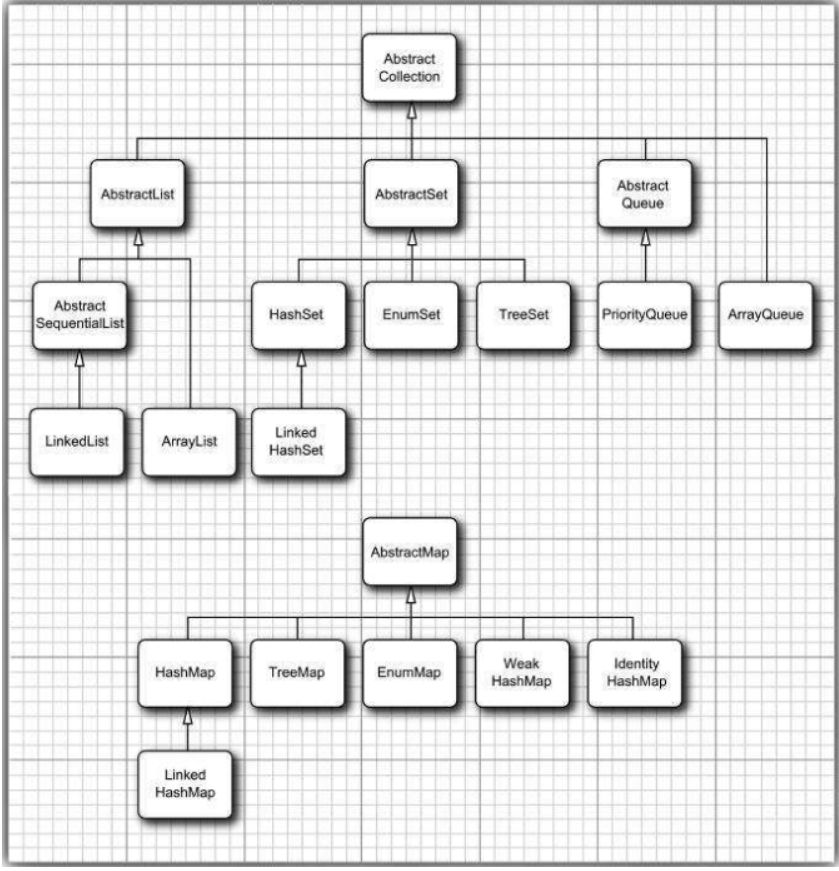 Abstract
Collection
AbstractList
AbstractSet
Abstract
Queue
Abstract
SequentialList
HashSet
EnumSet
TreeSet
PriorityQueue
ArrayQueue
LinkedList
ArrayList
Linked
HashSet
AbstractMap
HashMap
TreeMap
EnumMap
Weak
HashMap
Identity
HashMap
Linked
HashMap